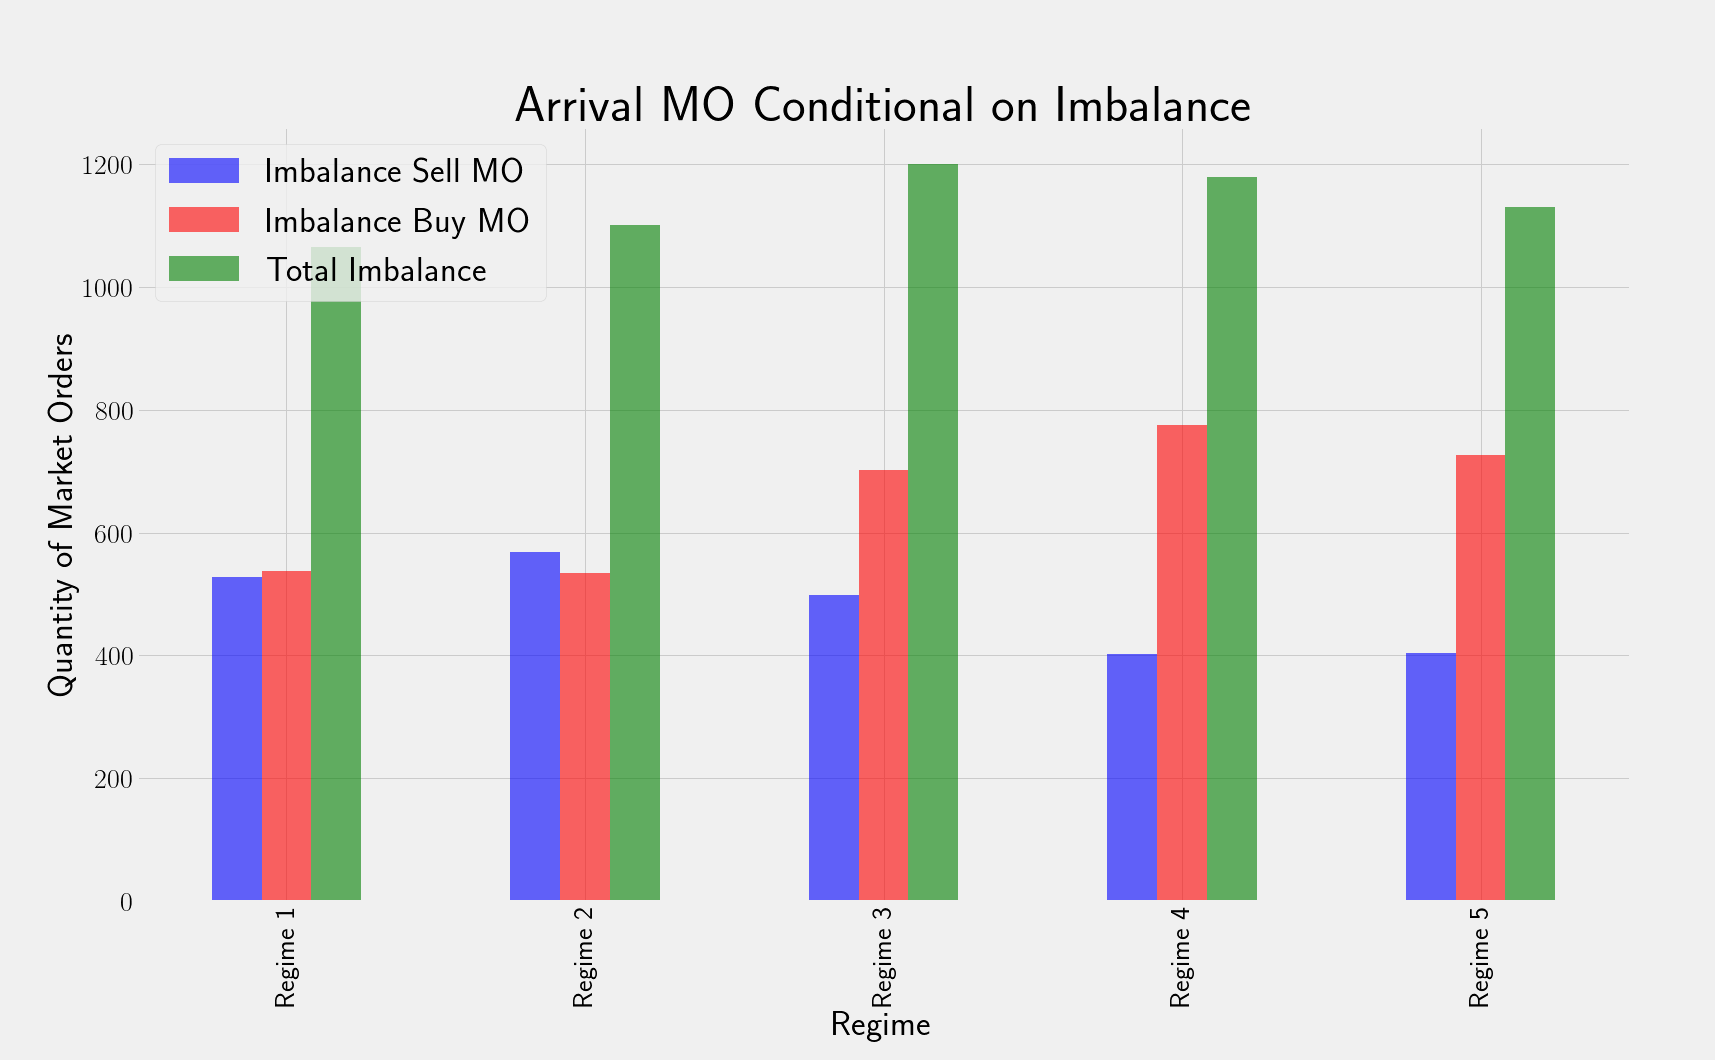 Arrival MO Conditional on Imbalance
Imbalance Sell MO
Imbalance Buy MO
Total Imbalance
Quantity of Market Orders
1200
1000
800
600
400
200
0
Regime 1
Regime 2
Regime 3
Regime 4
Regime 5
Regime